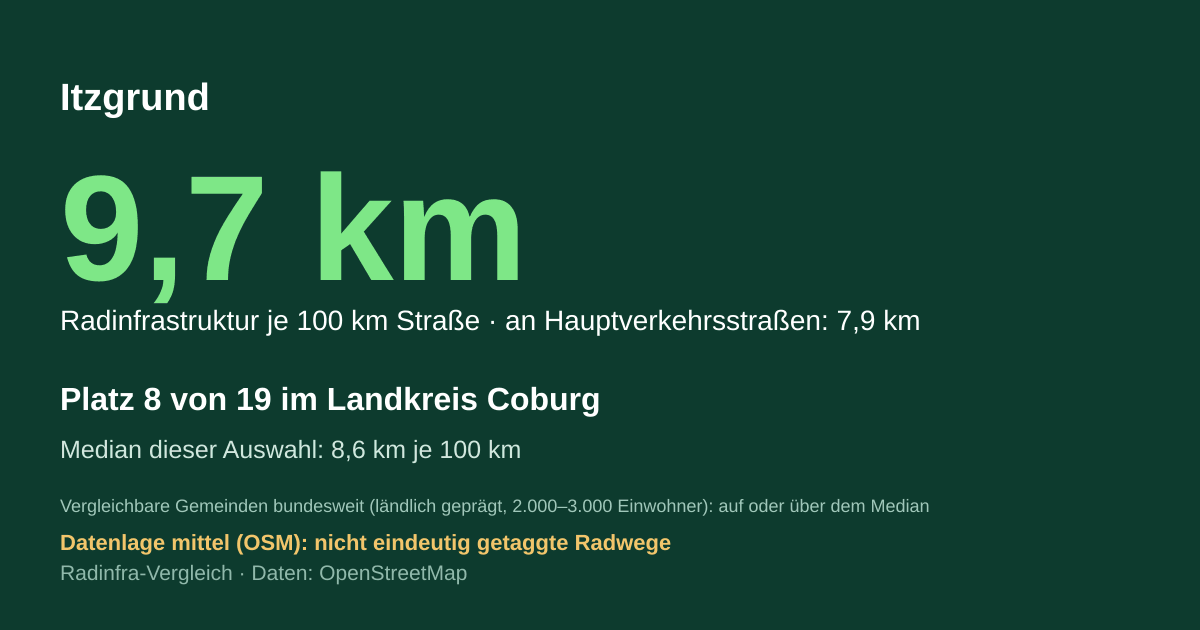 Itzgrund
9,7 km
Radinfrastruktur je 100 km Straße · an Hauptverkehrsstraßen: 7,9 km
Platz 8 von 19 im Landkreis Coburg
Median dieser Auswahl: 8,6 km je 100 km
Vergleichbare Gemeinden bundesweit (ländlich geprägt, 2.000–3.000 Einwohner): auf oder über dem Median
Datenlage mittel (OSM): nicht eindeutig getaggte Radwege
Radinfra-Vergleich · Daten: OpenStreetMap